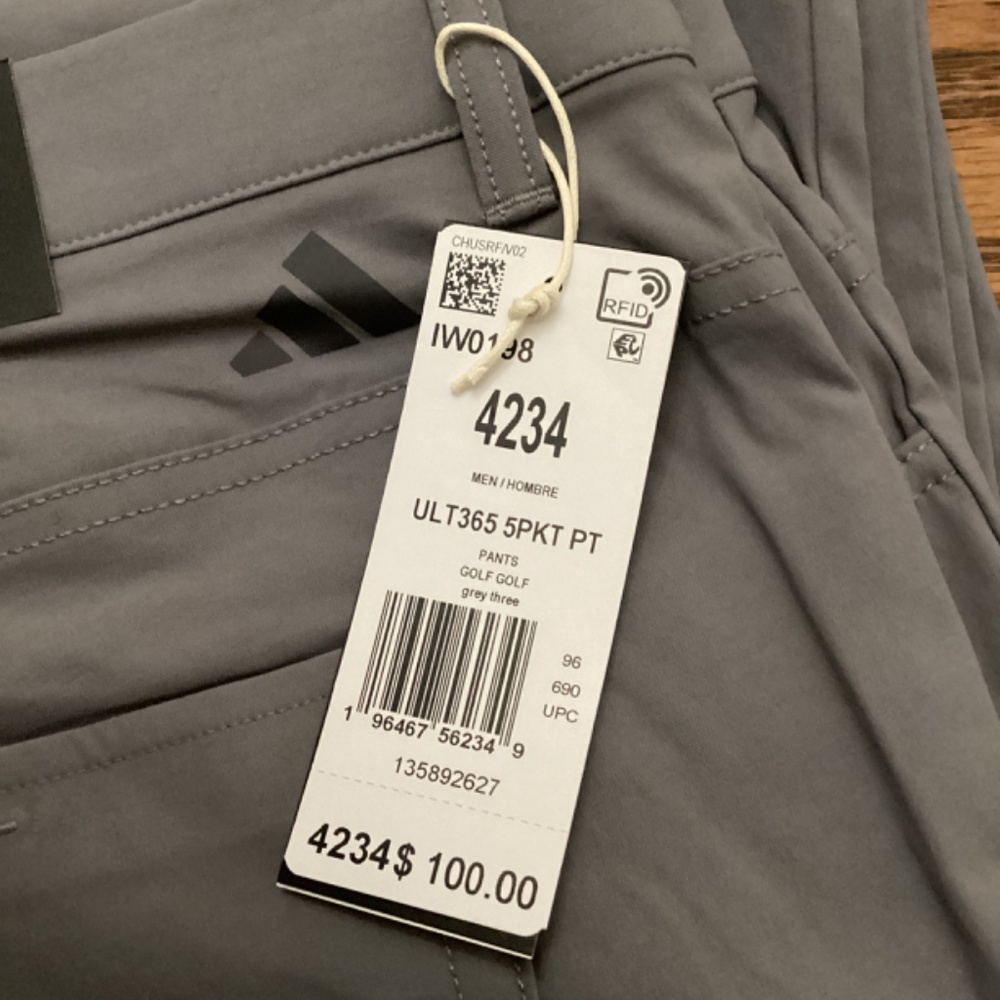 CHUSRF/V02
RFID
IW0198
4234
MEN / HOMBRE
ULT365 5PKT PT
PANTS
GOLF GOLF
grey three
96
690
UPC
1 96467 56234 9
135892627
4234$ 100.00